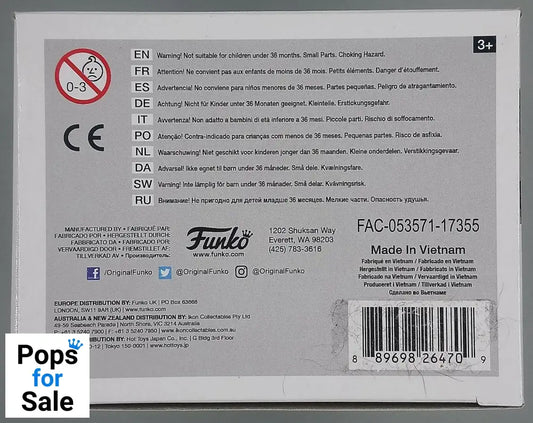 3+
0-3
EN Warning! Not suitable for children under 36 months. Small Parts. Choking Hazard.
FR Attention! Ne convient pas aux enfants de moins de 36 mois. Petits éléments. Danger d'étouffement.
ES Advertencia! No conveniente para niños menores de 36 meses. Partes pequeñas. Peligro de atragantamiento.
DE Achtung! Nicht für Kinder unter 36 Monaten geeignet. Kleinteile. Erstickungsgefahr.
IT Avvertenza! Non adatto a bambini di età inferiore a 36 mesi. Piccole parti. Rischio di soffocamento.
PO Atenção! Contra-indicado para crianças com menos de 36 meses. Pequenas partes. Risco de asfixia.
NL Waarschuwing! Niet geschikt voor kinderen jonger dan 36 maanden. Kleine onderdelen. Verstikkingsgevaar.
DA Advarsel! Ikke egnet til børn under 36 måneder. Små dele. Kvælningsfare.
SW Varning! Inte lämplig för barn under 36 månader. Små delar. Kvävningsrisk.
RU Внимание! Не пригодно для детей младше 36 месяцев. Мелкие части. Опасность удушья.
CE
MANUFACTURED BY • FABRIQUÉ PAR
FABRICADO POR • HERGESTELLT DURCH:
FABBRICATO DA • FABRICADO POR:
VERVAARDIGD DOOR • FREMSTILLET AF
TILLVERKAD AV •
Funko
www.funko.com
1202 Shuksan Way
Everett, WA 98203
(425) 783-3616
/OriginalFunko @OriginalFunko @OriginalFunko
FAC-053571-17355
Made In Vietnam
Fabriqué en Vietnam / Fabricado en Vietnam
Hergestellt in Vietnam / Fabbricato in Vietnam
Fabricado na Vietnam / Vervaardigd in Vietnam
Produceret i Vietnam / Tillverkad i Vietnam
Сделано во Вьетнаме
EUROPE DISTRIBUTION BY: Funko UK | PO Box 63666
LONDON, SW11 9AR (UK) | www.funko.com
AUSTRALIA & NEW ZEALAND DISTRIBUTION BY: Ikon Collectables Pty Ltd
49-59 Seabeach Parade / North Shore, VIC 3214 Australia
+61 3 5240 7900 | www.ikoncollectables.com
DISTRIBUTION BY: Hot Toys Japan Co., Inc. | G Bldg 3rd Floor
-10-12 | Tokyo 150-0001 | www.hottoys.jp
8 89698 26470 9
Pops
for
Sale